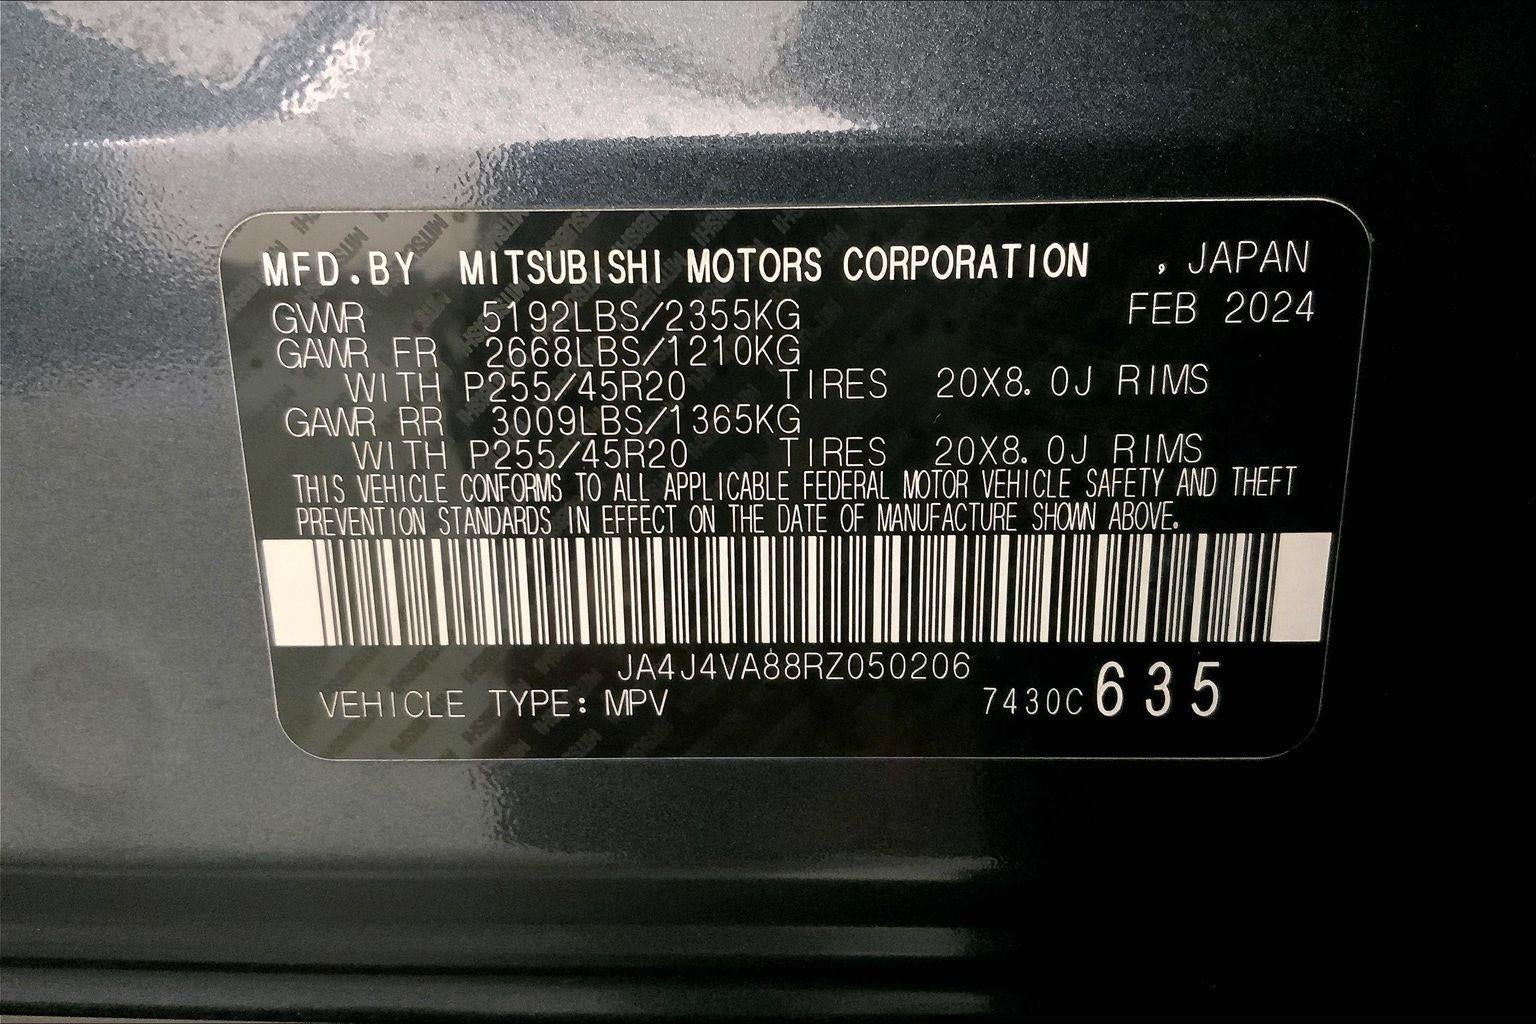 MFD.BY MITSUBISHI MOTORS CORPORATION , JAPAN
GVWR 5192LBS/2355KG FEB 2024
GAWR FR 2668LBS/1210KG
WITH P255/45R20 TIRES 20X8.0J RIMS
GAWR RR 3009LBS/1365KG
WITH P255/45R20 TIRES 20X8.0J RIMS
THIS VEHICLE CONFORMS TO ALL APPLICABLE FEDERAL MOTOR VEHICLE SAFETY AND THEFT
PREVENTION STANDARDS IN EFFECT ON THE DATE OF MANUFACTURE SHOWN ABOVE.
JA4J4VA88RZ050206
VEHICLE TYPE: MPV 7430C 635